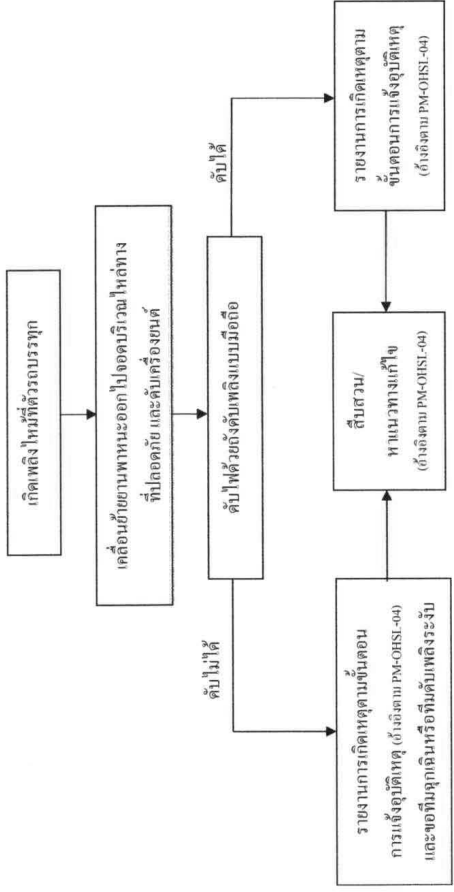 เกิดเพลิงไหม้ที่ตัวรถบรรทุก
เคลื่อนย้ายยานพาหนะออกไปจอดบริเวณไหล่ทาง
ที่ปลอดภัย และดับเครื่องยนต์
ดับไฟด้วยถังดับเพลิงแบบมือถือ
ดับไม่ได้
ดับได้
รายงานการเกิดเหตุตามขั้นตอน
การแจ้งอุบัติเหตุ (อ้างอิงตาม PM-OHSL-04)
และขอทีมฉุกเฉินหรือทีมดับเพลิงระงับ
สืบสวน/
หาแนวทางแก้ไข
(อ้างอิงตาม PM-OHSL-04)
รายงานการเกิดเหตุตาม
ขั้นตอนการแจ้งอุบัติเหตุ
(อ้างอิงตาม PM-OHSL-04)